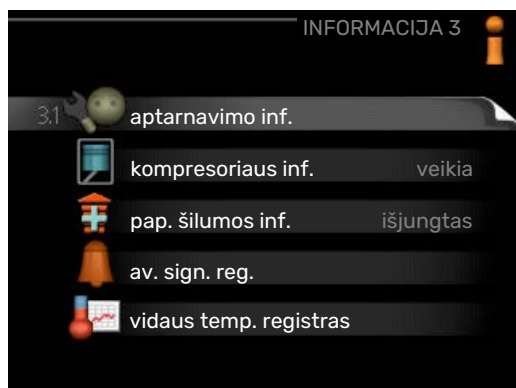 INFORMACIJA 3
3.1 aptarnavimo inf.
kompresoriaus inf. veikia
pap. šilumos inf. išjungtas
av. sign. reg.
vidaus temp. registras